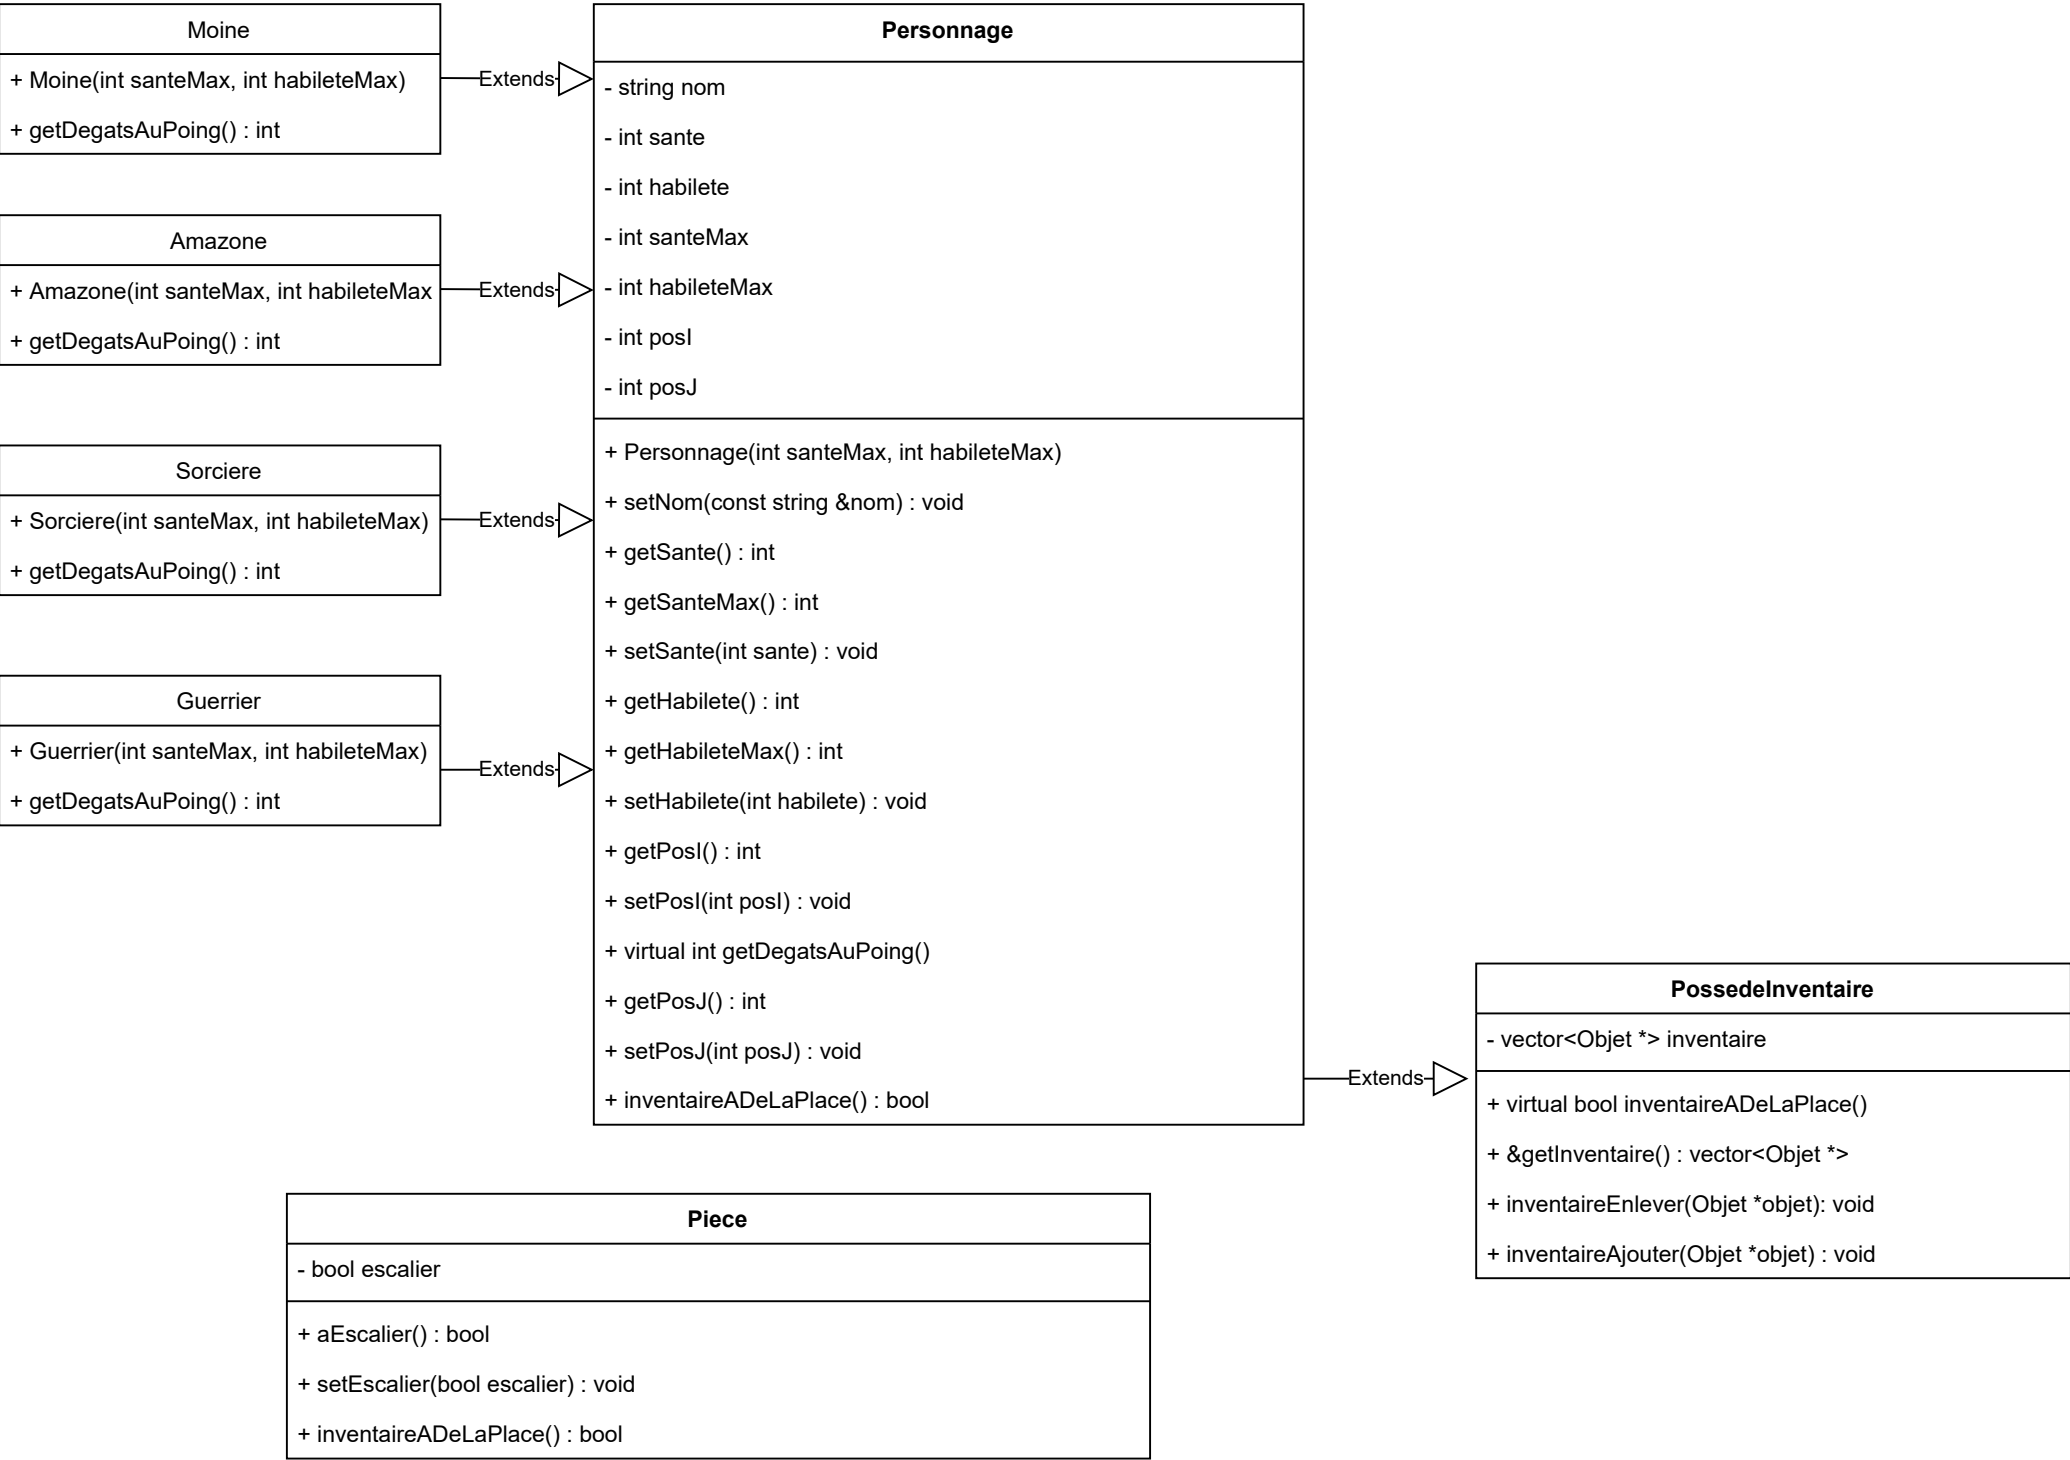 Moine
+ Moine(int santeMax, int habileteMax)
+ getDegatsAuPoing() : int
Extends
Amazone
+ Amazone(int santeMax, int habileteMax
+ getDegatsAuPoing() : int
Extends
Sorciere
+ Sorciere(int santeMax, int habileteMax)
+ getDegatsAuPoing() : int
Extends
Guerrier
+ Guerrier(int santeMax, int habileteMax)
+ getDegatsAuPoing() : int
Extends
Personnage
- string nom
- int sante
- int habilete
- int santeMax
- int habileteMax
- int posI
- int posJ
+ Personnage(int santeMax, int habileteMax)
+ setNom(const string &nom) : void
+ getSante() : int
+ getSanteMax() : int
+ setSante(int sante) : void
+ getHabilete() : int
+ getHabileteMax() : int
+ setHabilete(int habilete) : void
+ getPosI() : int
+ setPosI(int posI) : void
+ virtual int getDegatsAuPoing()
+ getPosJ() : int
+ setPosJ(int posJ) : void
+ inventaireADeLaPlace() : bool
Extends
PossedeInventaire
- vector<Objet *> inventaire
+ virtual bool inventaireADeLaPlace()
+ &getInventaire() : vector<Objet *>
+ inventaireEnlever(Objet *objet): void
+ inventaireAjouter(Objet *objet) : void
Piece
- bool escalier
+ aEscalier() : bool
+ setEscalier(bool escalier) : void
+ inventaireADeLaPlace() : bool